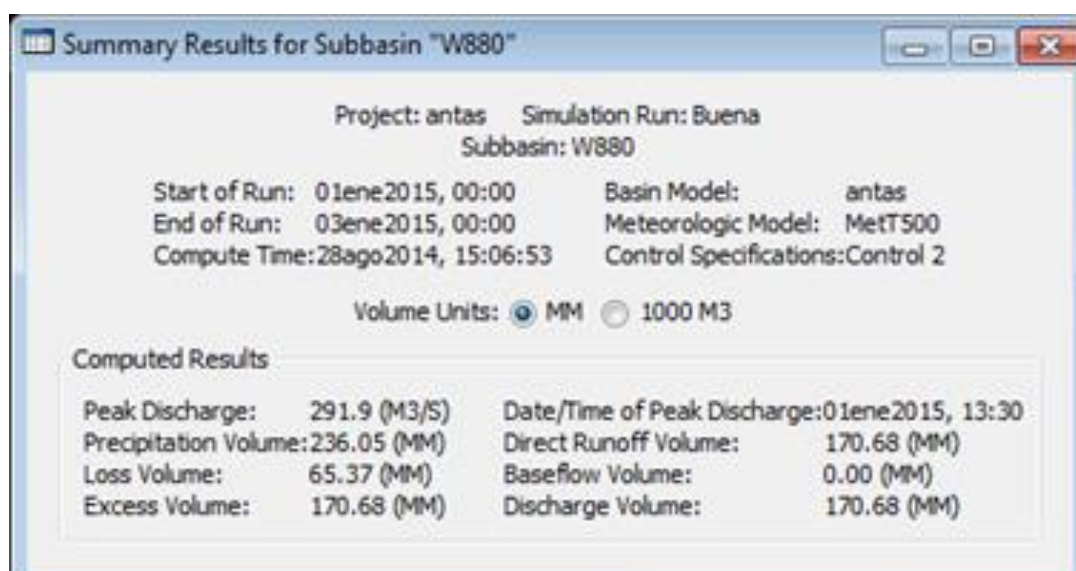 Summary Results for Subbasin "W880"
Project: antas Simulation Run: Buena
Subbasin: W880
Start of Run: 01ene2015, 00:00 Basin Model: antas
End of Run: 03ene2015, 00:00 Meteorologic Model: MetT500
Compute Time:28ago2014, 15:06:53 Control Specifications:Control 2
Volume Units: MM 1000 M3
Computed Results
Peak Discharge: 291.9 (M3/S) Date/Time of Peak Discharge:01ene2015, 13:30
Precipitation Volume:236.05 (MM) Direct Runoff Volume: 170.68 (MM)
Loss Volume: 65.37 (MM) Baseflow Volume: 0.00 (MM)
Excess Volume: 170.68 (MM) Discharge Volume: 170.68 (MM)